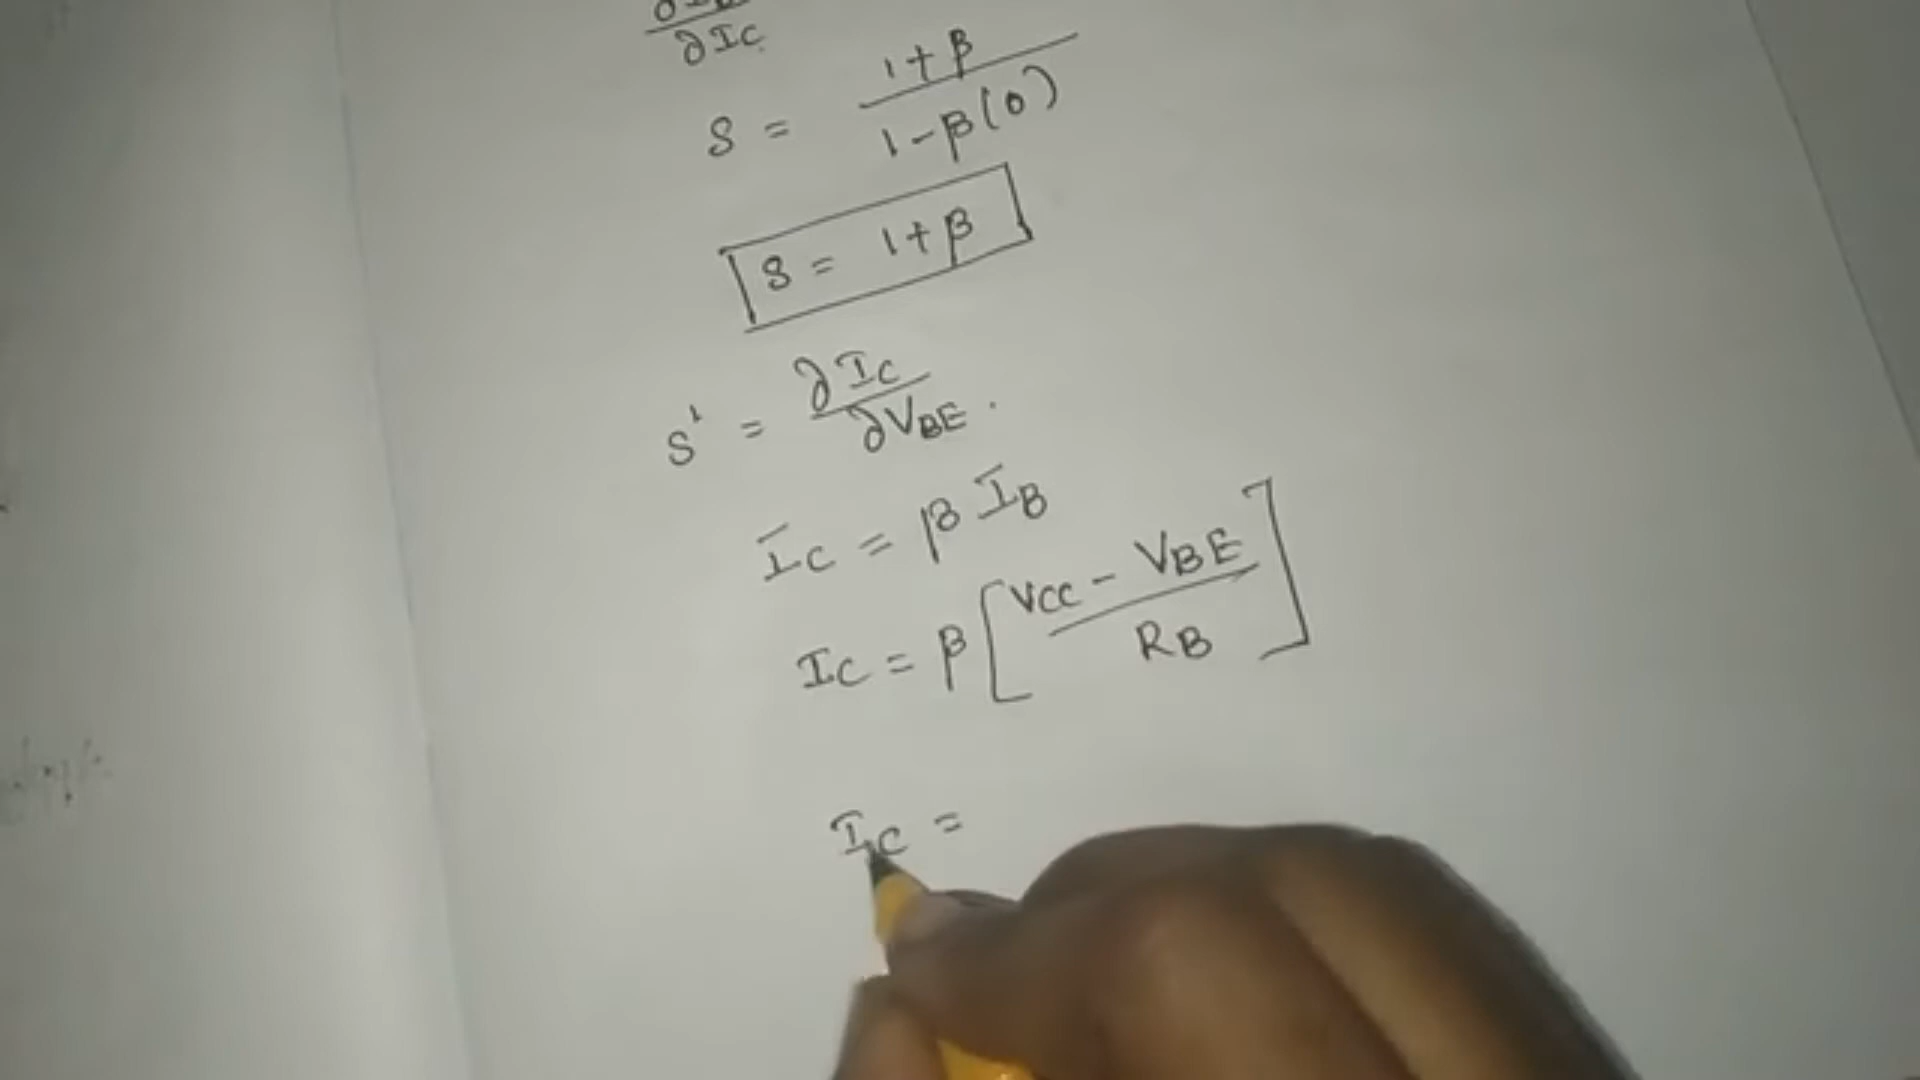 ∂IC
S = 1+β / 1-β(0)
S = 1+β
S' = ∂IC / ∂VBE.
IC = β IB
IC = β [VCC - VBE / RB]
IC =